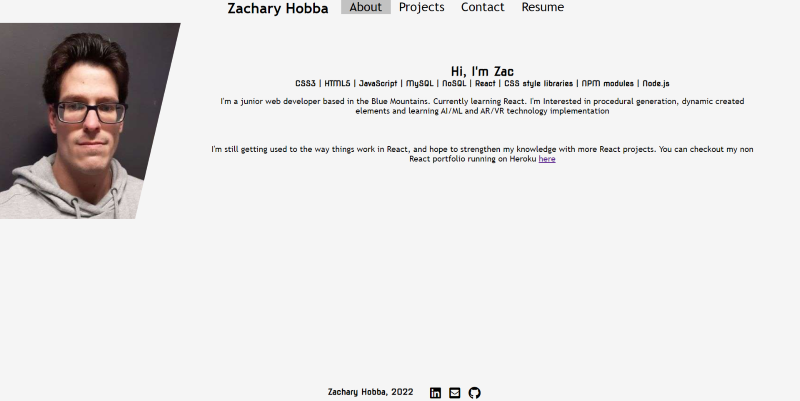 Zachary Hobba About Projects Contact Resume
Hi, I'm Zac
CSS3 | HTML5 | JavaScript | MySQL | NoSQL | React | CSS style libraries | NPM modules | Node.js
I'm a junior web developer based in the Blue Mountains. Currently learning React. I'm Interested in procedural generation, dynamic created
elements and learning AI/ML and AR/VR technology implementation
I'm still getting used to the way things work in React, and hope to strengthen my knowledge with more React projects. You can checkout my non
React portfolio running on Heroku here
Zachary Hobba, 2022